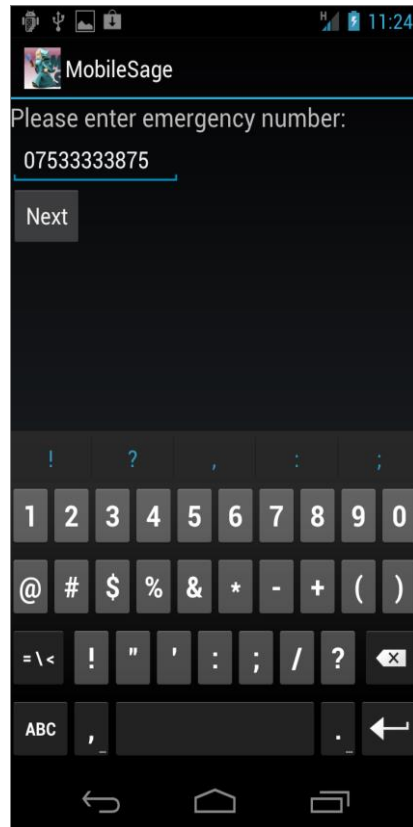 H 11:24
MobileSage
Please enter emergency number:
07533333875
Next
! ? , : ;
1 2 3 4 5 6 7 8 9 0
@ # $ % & * - + ( )
= \ < ! " ' : ; / ?
ABC , .